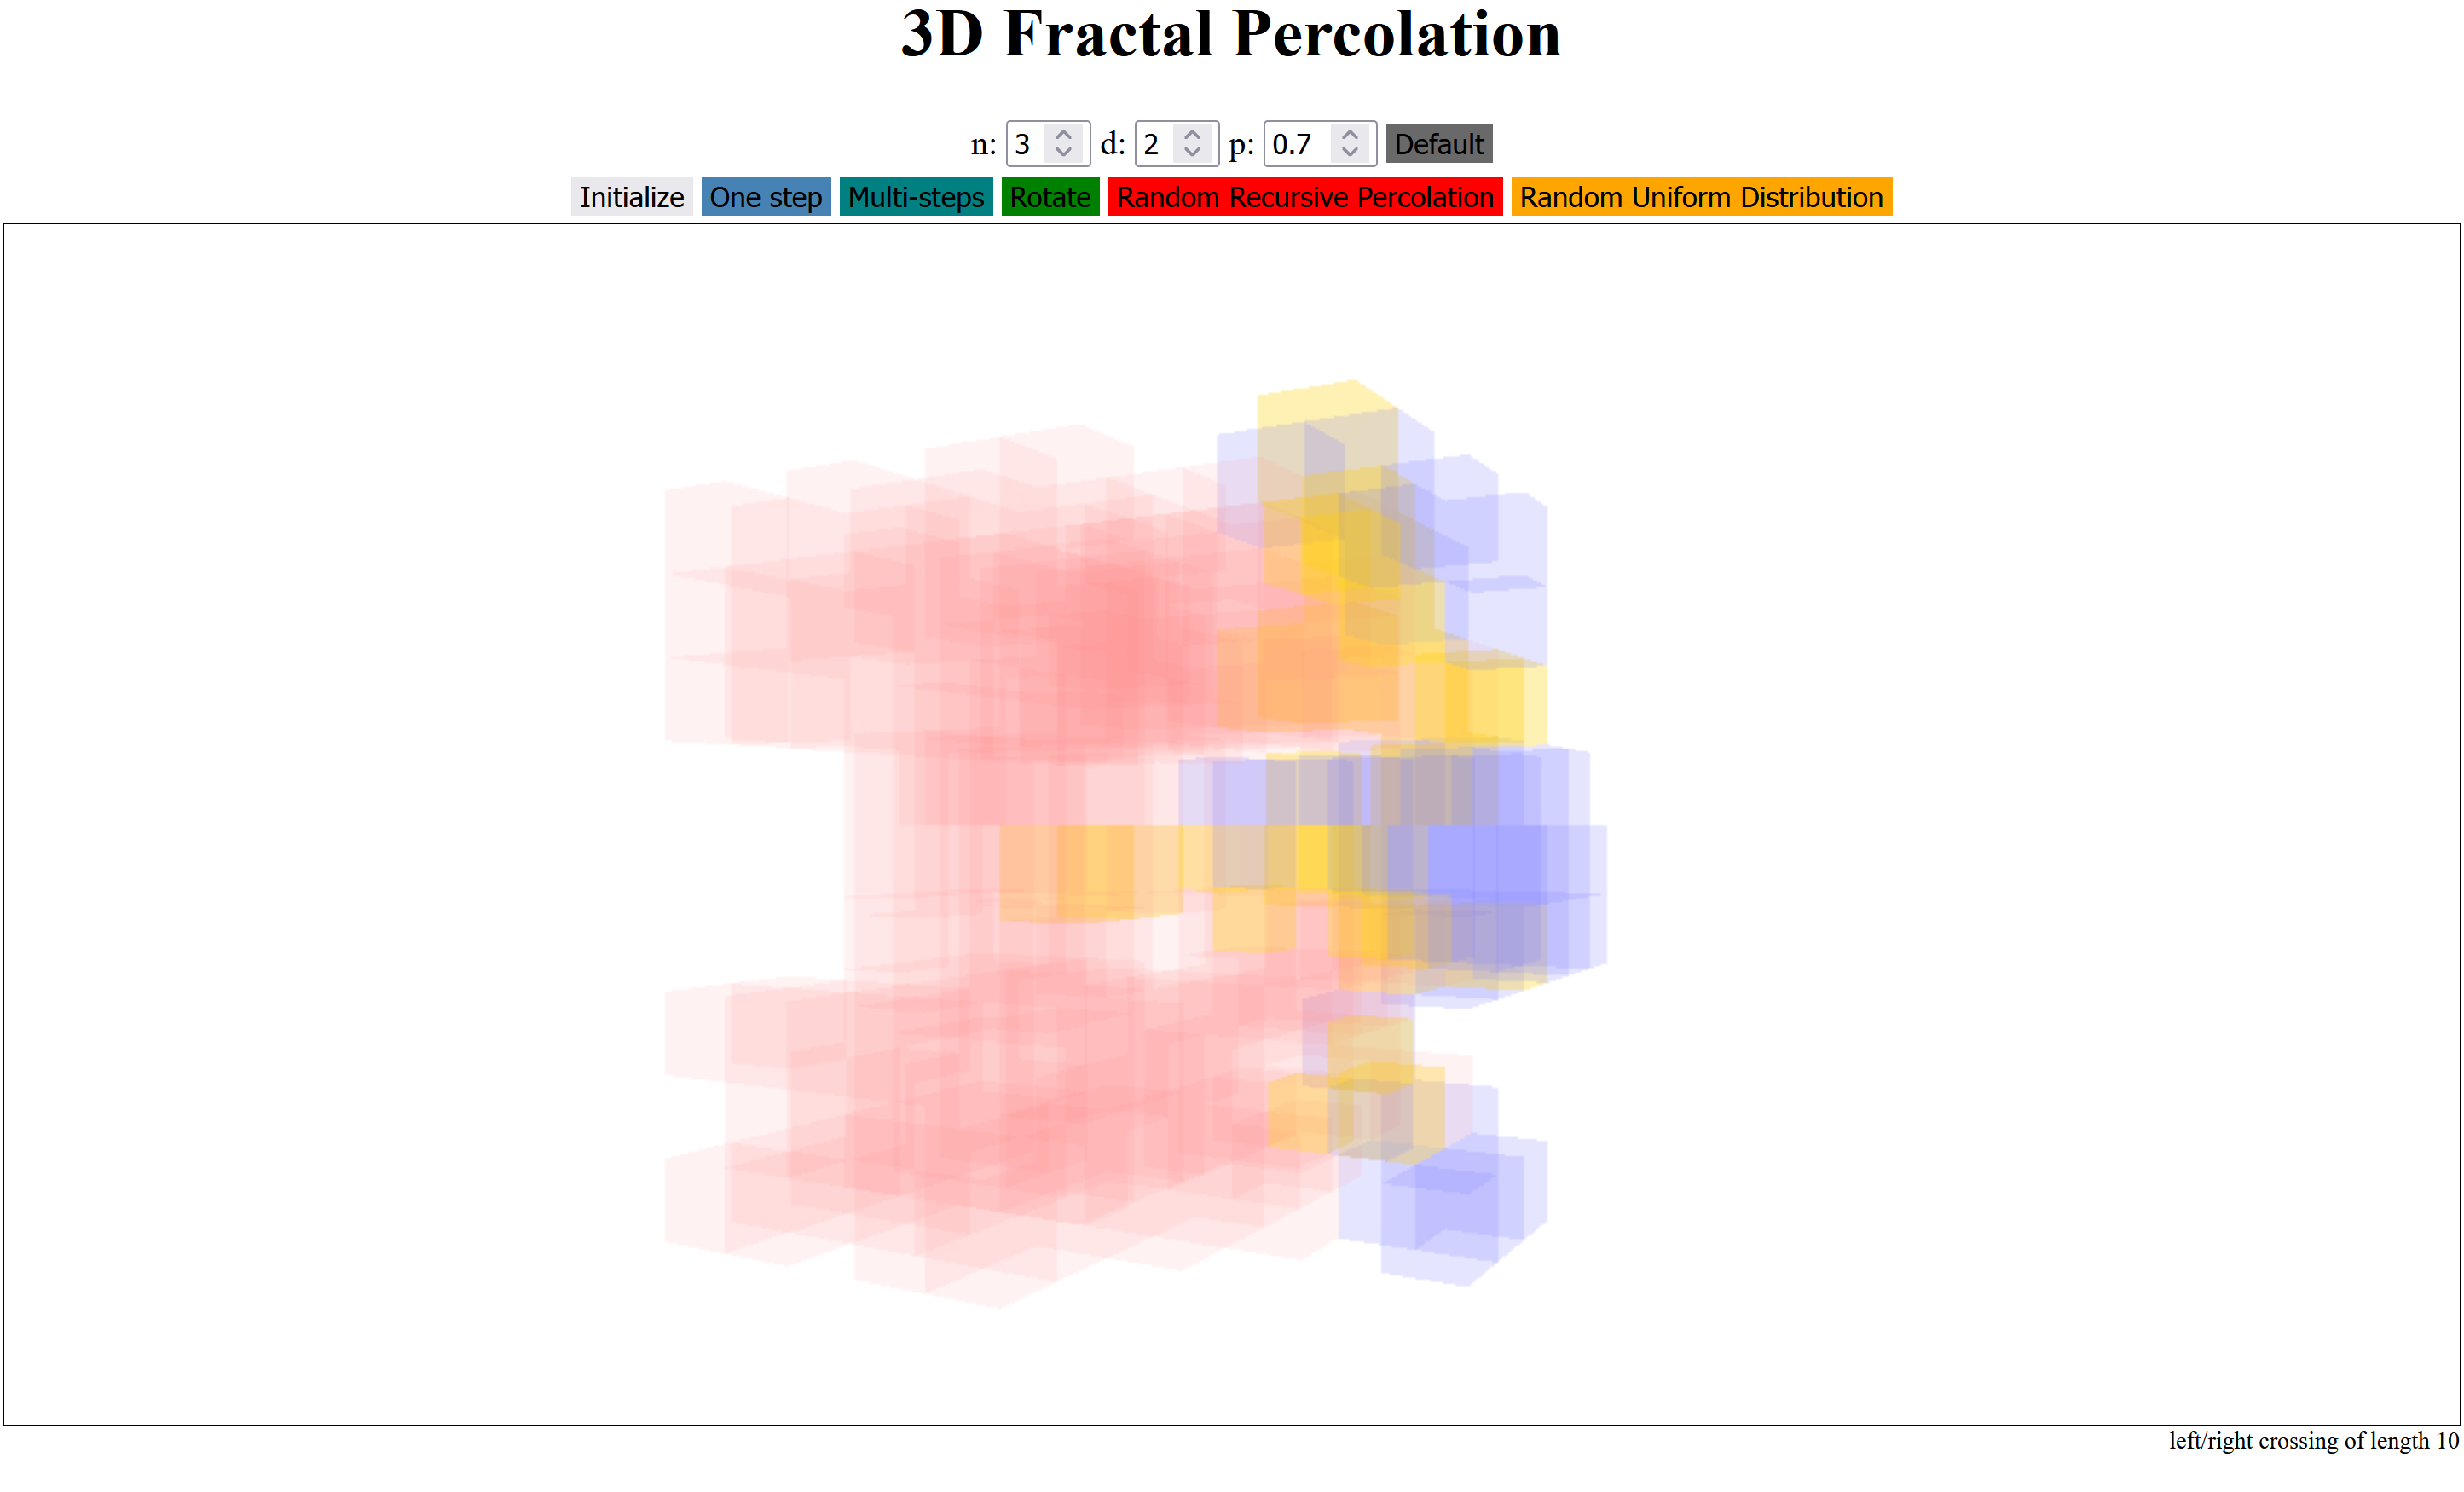 3D Fractal Percolation
n: 3 d: 2 p: 0.7 Default
Initialize One step Multi-steps Rotate Random Recursive Percolation Random Uniform Distribution
left/right crossing of length 10